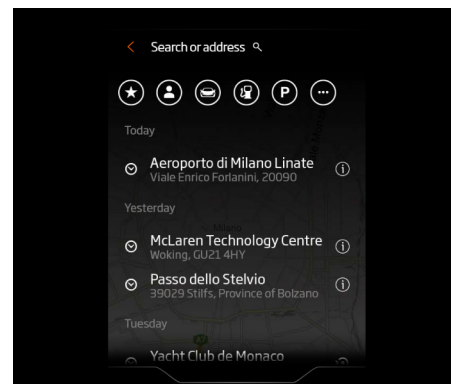 Search or address
P
Today
Aeroporto di Milano Linate
Viale Enrico Forlanini, 20090
Yesterday
Milano
McLaren Technology Centre
Woking, GU21 4HY
Passo dello Stelvio
39029 Stilfs, Province of Bolzano
Tuesday
Yacht Club de Monaco